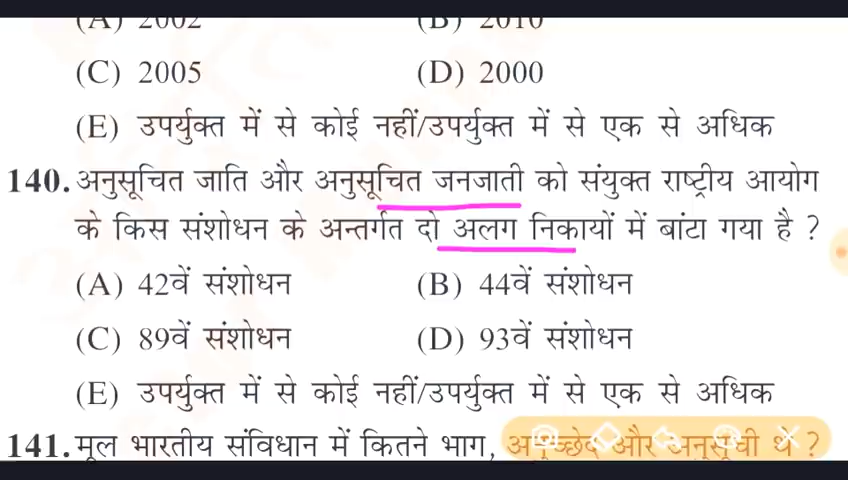 (A) 2002 (B) 2010
(C) 2005 (D) 2000
(E) उपर्युक्त में से कोई नहीं/उपर्युक्त में से एक से अधिक
140. अनुसूचित जाति और अनुसूचित जनजाती को संयुक्त राष्ट्रीय आयोग
के किस संशोधन के अन्तर्गत दो अलग निकायों में बांटा गया है ?
(A) 42वें संशोधन (B) 44वें संशोधन
(C) 89वें संशोधन (D) 93वें संशोधन
(E) उपर्युक्त में से कोई नहीं/उपर्युक्त में से एक से अधिक
141. मूल भारतीय संविधान में कितने भाग, अनुच्छेद और अनुसूची थे ?